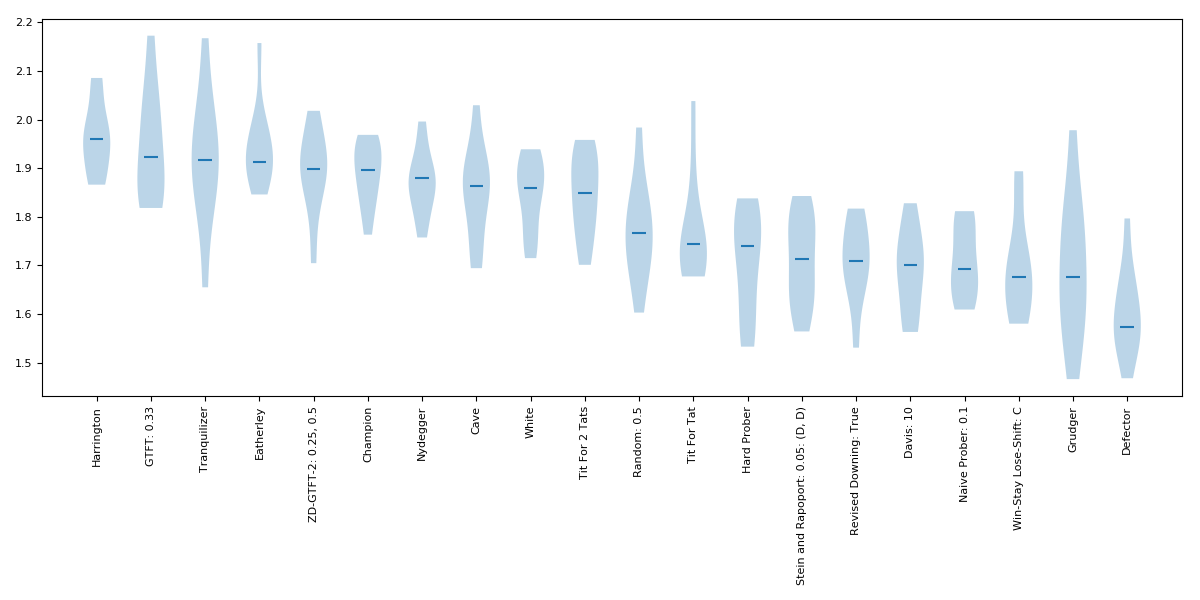 2.2
2.1
2.0
1.9
1.8
1.7
1.6
1.5
Harrington
GTFT: 0.33
Tranquilizer
Eatherley
ZD-GTFT-2: 0.25, 0.5
Champion
Nydegger
Cave
White
Tit For 2 Tats
Random: 0.5
Tit For Tat
Hard Prober
Stein and Rapoport: 0.05: (D, D)
Revised Downing: True
Davis: 10
Naive Prober: 0.1
Win-Stay Lose-Shift: C
Grudger
Defector